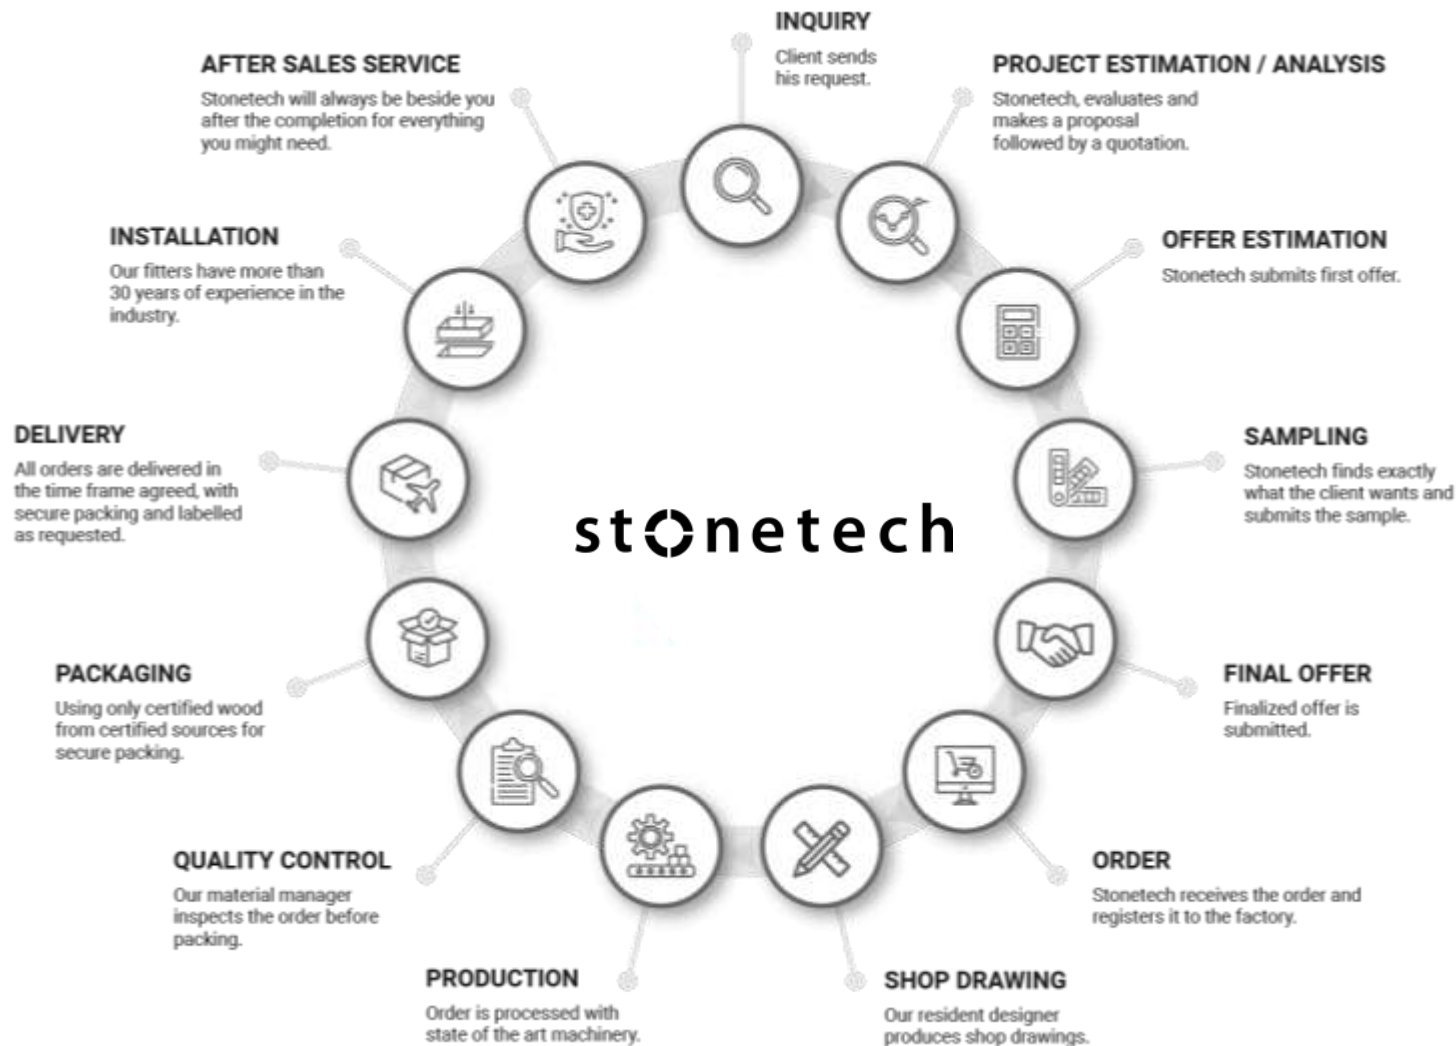 INQUIRY
Client sends
his request.
PROJECT ESTIMATION / ANALYSIS
Stonetech, evaluates and
makes a proposal
followed by a quotation.
OFFER ESTIMATION
Stonetech submits first offer.
SAMPLING
Stonetech finds exactly
what the client wants and
submits the sample.
FINAL OFFER
Finalized offer is
submitted.
ORDER
Stonetech receives the order and
registers it to the factory.
SHOP DRAWING
Our resident designer
produces shop drawings.
PRODUCTION
Order is processed with
state of the art machinery.
QUALITY CONTROL
Our material manager
inspects the order before
packing.
PACKAGING
Using only certified wood
from certified sources for
secure packing.
DELIVERY
All orders are delivered in
the time frame agreed, with
secure packing and labelled
as requested.
INSTALLATION
Our fitters have more than
30 years of experience in the
industry.
AFTER SALES SERVICE
Stonetech will always be beside you
after the completion for everything
you might need.
stonetech